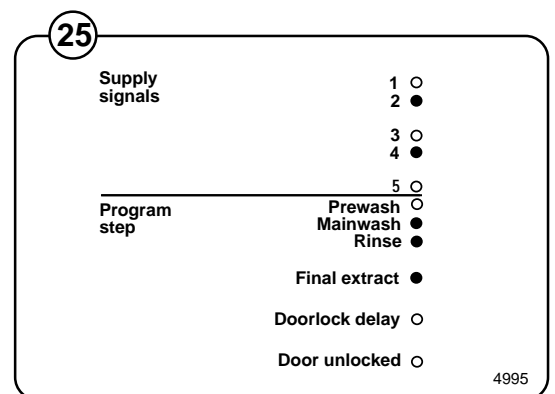 25
Supply
signals
1
2
3
4
5
Program
step
Prewash
Mainwash
Rinse
Final extract
Doorlock delay
Door unlocked
4995